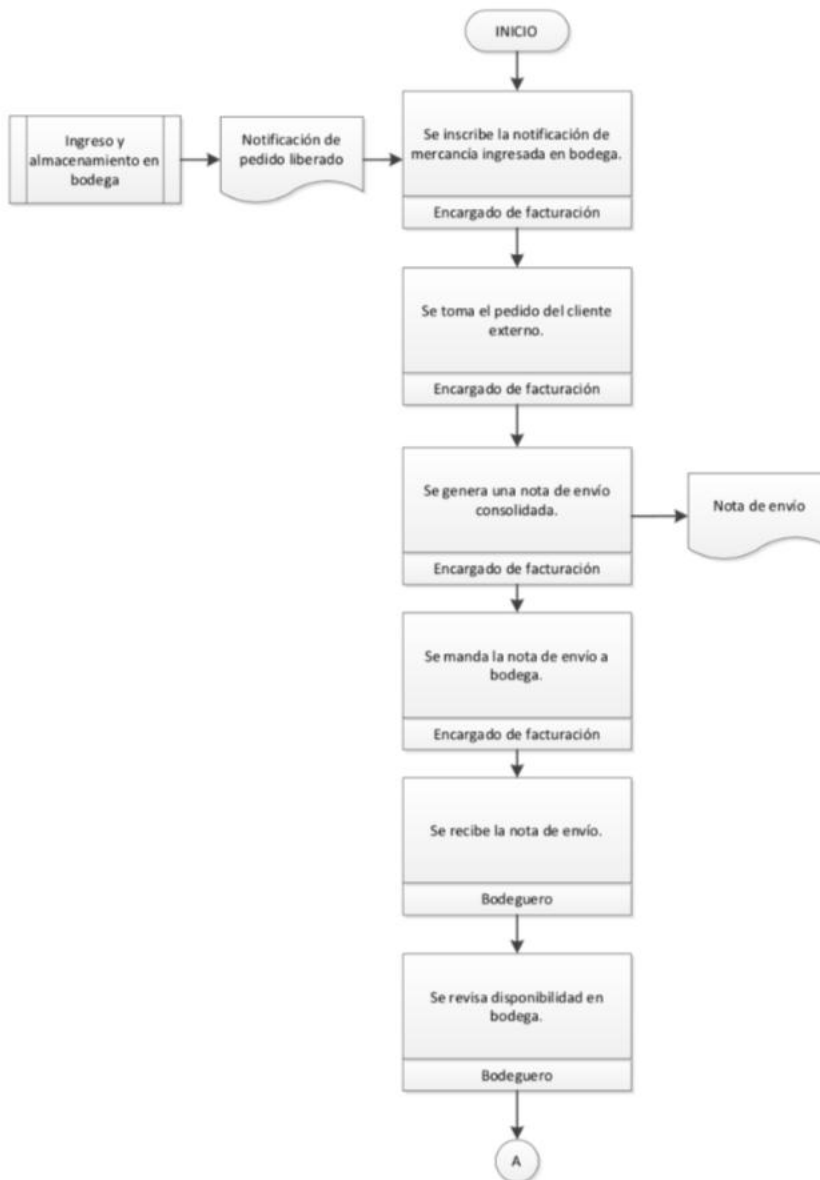 INICIO
Ingreso y
almacenamiento en
bodega
Notificación de
pedido liberado
Se inscribe la notificación de
mercancía ingresada en bodega.
Encargado de facturación
Se toma el pedido del cliente
externo.
Encargado de facturación
Se genera una nota de envío
consolidada.
Nota de envío
Encargado de facturación
Se manda la nota de envío a
bodega.
Encargado de facturación
Se recibe la nota de envío.
Bodeguero
Se revisa disponibilidad en
bodega.
Bodeguero
A